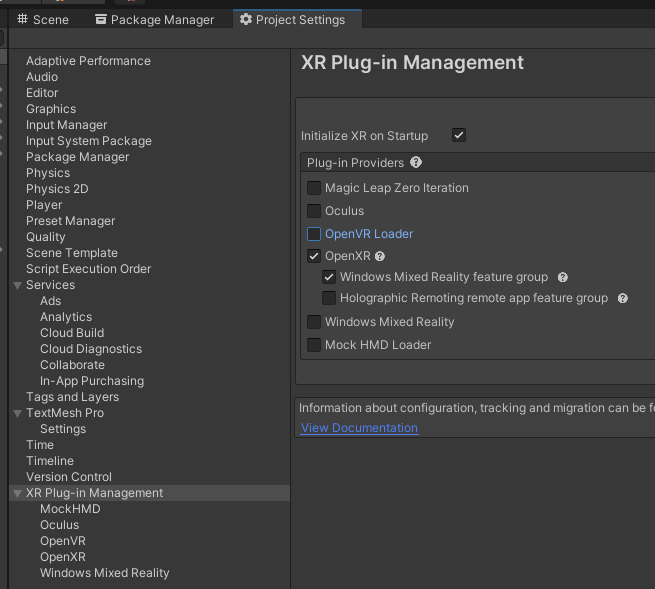 Scene
Package Manager
Project Settings
Adaptive Performance
Audio
Editor
Graphics
Input Manager
Input System Package
Package Manager
Physics
Physics 2D
Player
Preset Manager
Quality
Scene Template
Script Execution Order
Services
Ads
Analytics
Cloud Build
Cloud Diagnostics
Collaborate
In-App Purchasing
Tags and Layers
TextMesh Pro
Settings
Time
Timeline
Version Control
XR Plug-in Management
MockHMD
Oculus
OpenVR
OpenXR
Windows Mixed Reality
XR Plug-in Management
Initialize XR on Startup
Plug-in Providers
Magic Leap Zero Iteration
Oculus
OpenVR Loader
OpenXR
Windows Mixed Reality feature group
Holographic Remoting remote app feature group
Windows Mixed Reality
Mock HMD Loader
Information about configuration, tracking and migration can be fo
View Documentation